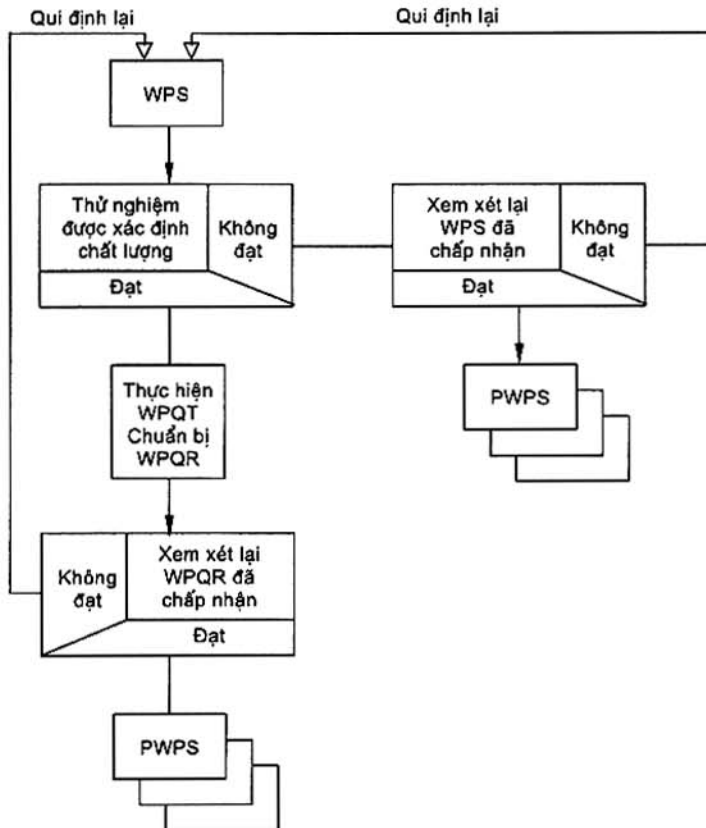 Qui định lại
Qui định lại
WPS
Thử nghiệm
được xác định
chất lượng
Không
đạt
Đạt
Xem xét lại
WPS đã
chấp nhận
Không
đạt
Đạt
Thực hiện
WPQT
Chuẩn bị
WPQR
PWPS
Không
đạt
Xem xét lại
WPQR đã
chấp nhận
Đạt
PWPS